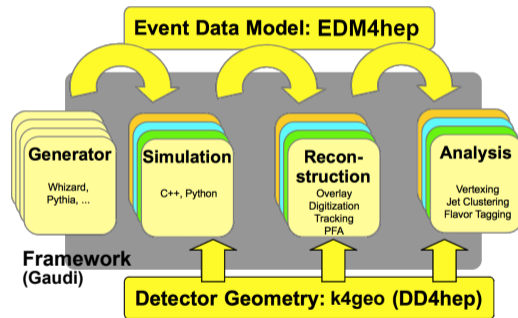 Event Data Model: EDM4hep
Generator
Whizard,
Pythia, ...
Simulation
C++, Python
Recon-
struction
Overlay
Digitization
Tracking
PFA
Analysis
Vertexing
Jet Clustering
Flavor Tagging
Framework
(Gaudi)
Detector Geometry: k4geo (DD4hep)